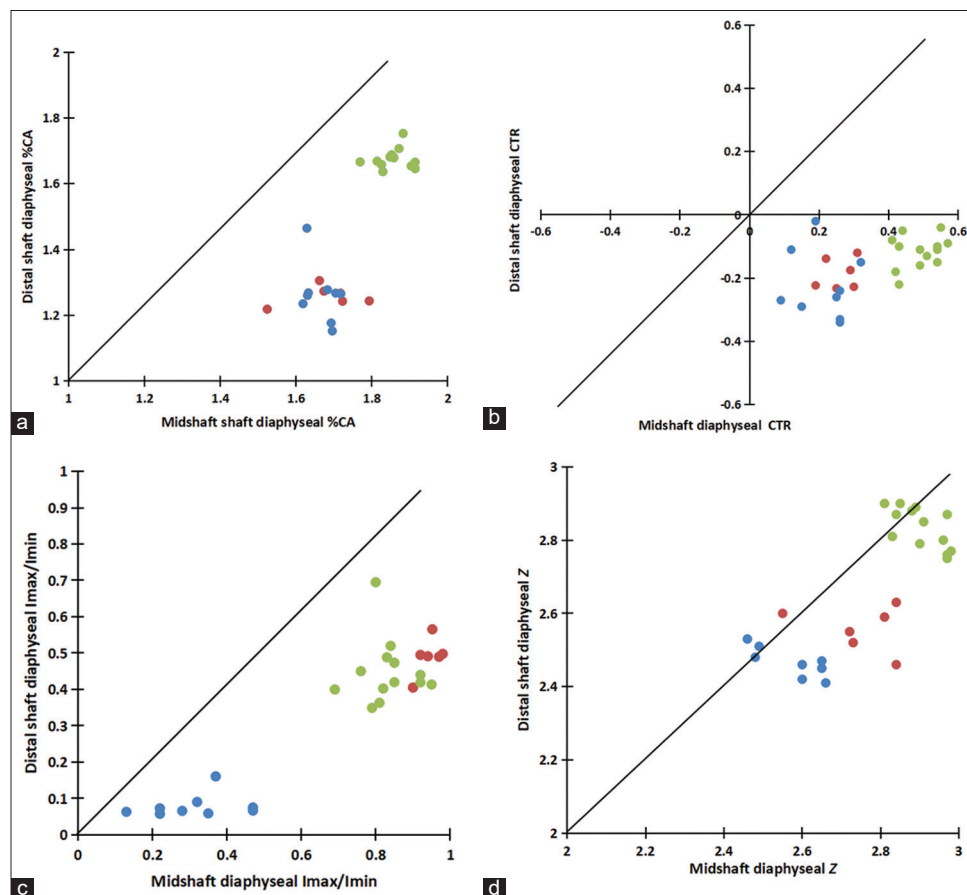 2
1.8
1.6
1.4
1.2
1
1 1.2 1.4 1.6 1.8 2
Distal shaft diaphyseal %CA
Midshaft shaft diaphyseal %CA
a
0.6
0.4
0.2
0
-0.2
-0.4
-0.6
-0.6 -0.4 -0.2 0 0.2 0.4 0.6
Distal shaft diaphyseal CTR
Midshaft diaphyseal CTR
b
1
0.9
0.8
0.7
0.6
0.5
0.4
0.3
0.2
0.1
0
0 0.2 0.4 0.6 0.8 1
Distal shaft diaphyseal Imax/Imin
Midshaft diaphyseal Imax/Imin
c
3
2.8
2.6
2.4
2.2
2
2 2.2 2.4 2.6 2.8 3
Distal shaft diaphyseal Z
Midshaft diaphyseal Z
d